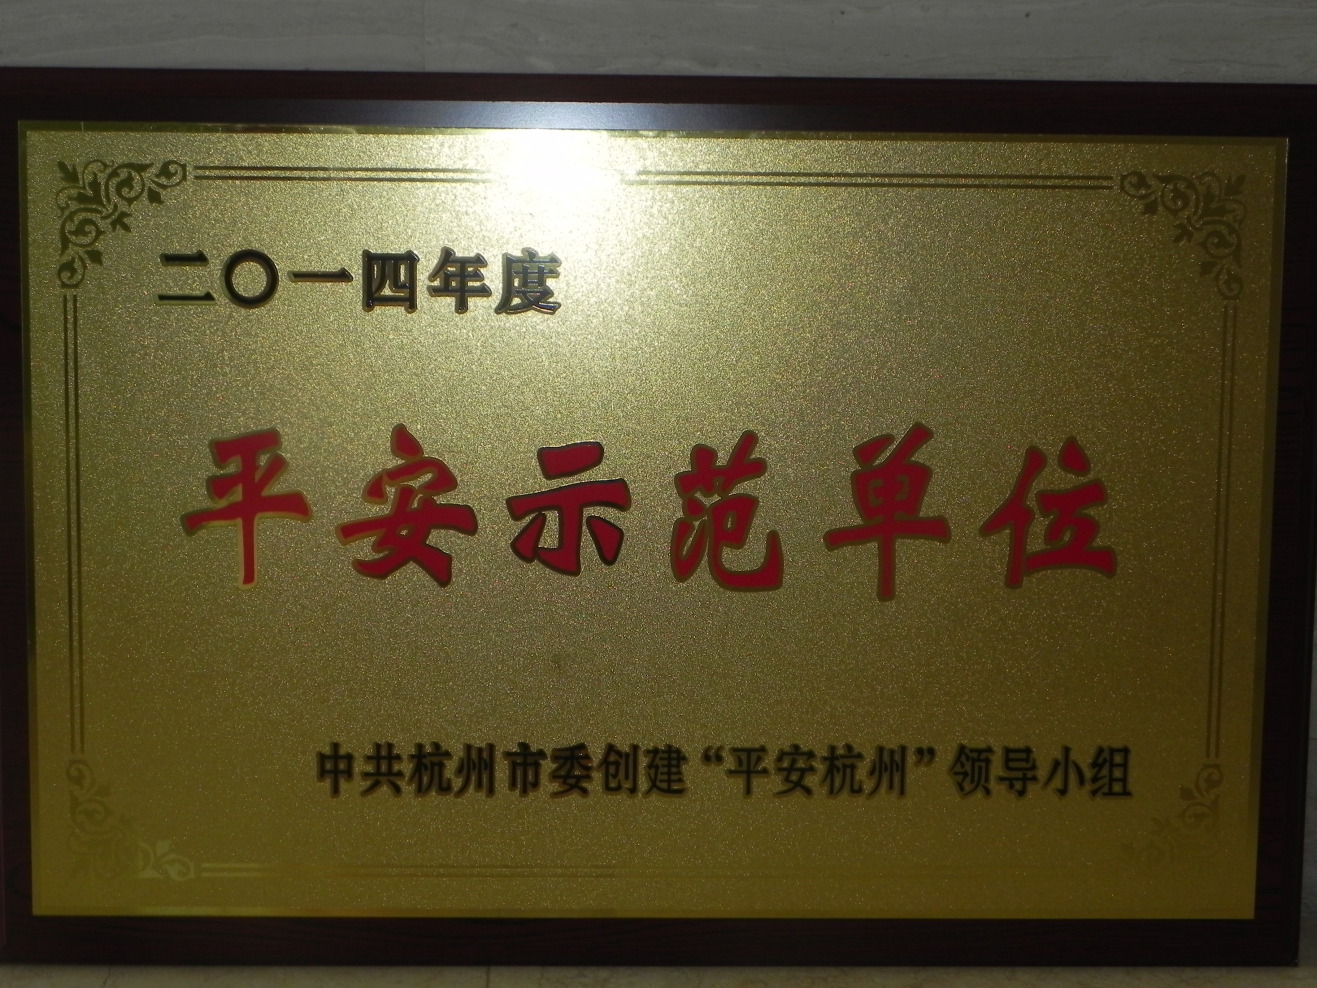 二〇一四年度
平安示范单位
中共杭州市委创建“平安杭州”领导小组